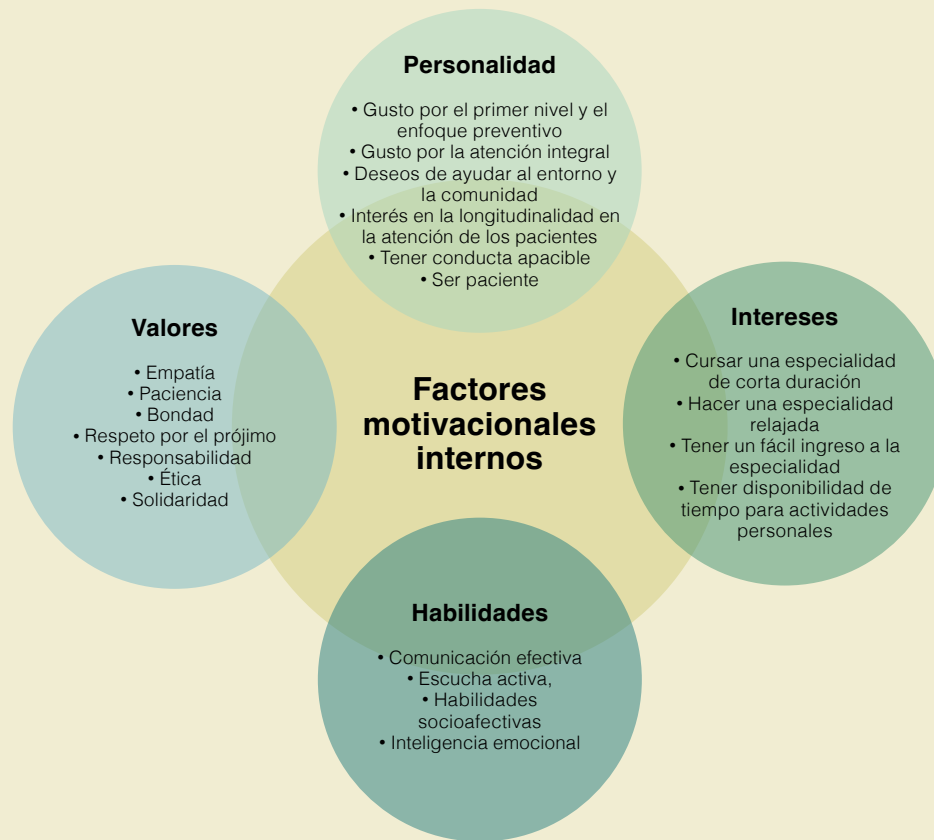 Personalidad
• Gusto por el primer nivel y el
enfoque preventivo
• Gusto por la atención integral
• Deseos de ayudar al entorno y
la comunidad
• Interés en la longitudinalidad en
la atención de los pacientes
• Tener conducta apacible
• Ser paciente
Valores
• Empatía
• Paciencia
• Bondad
• Respeto por el prójimo
• Responsabilidad
• Ética
• Solidaridad
Factores
motivacionales
internos
Intereses
• Cursar una especialidad
de corta duración
• Hacer una especialidad
relajada
• Tener un fácil ingreso a la
especialidad
• Tener disponibilidad de
tiempo para actividades
personales
Habilidades
• Comunicación efectiva
• Escucha activa,
• Habilidades
socioafectivas
• Inteligencia emocional